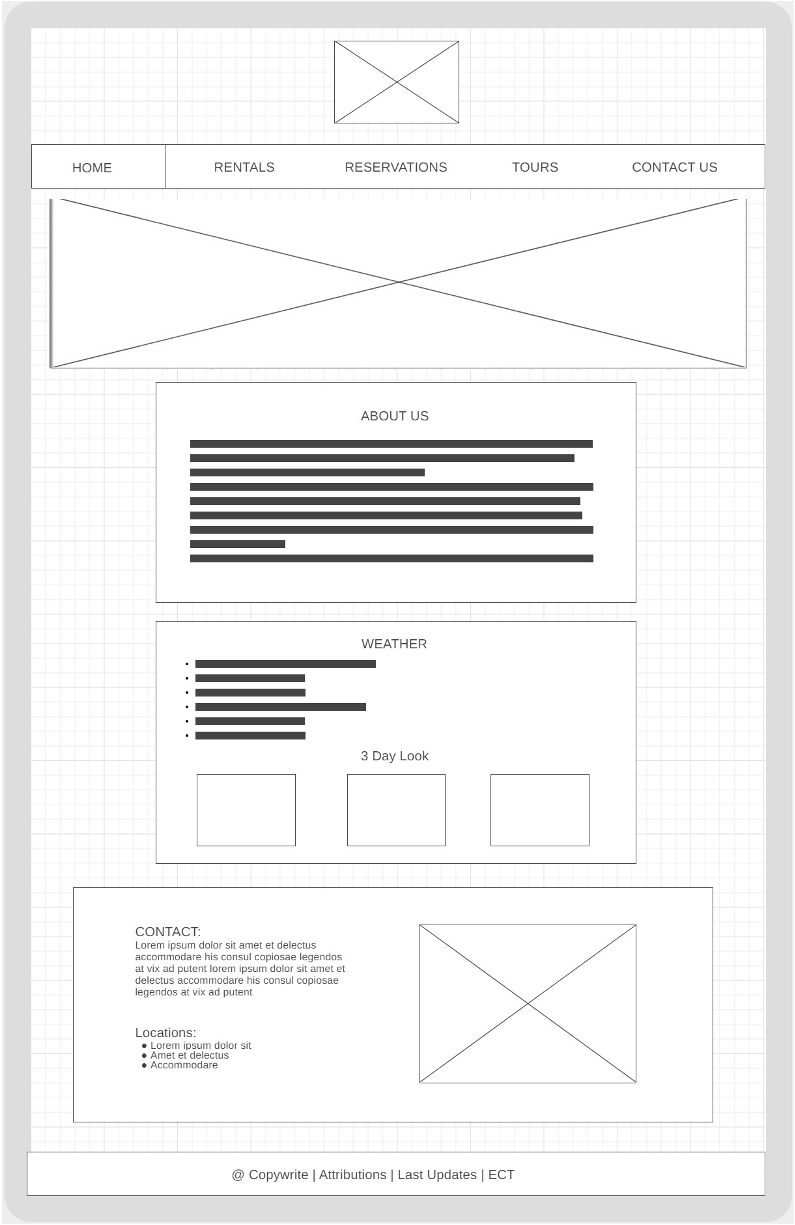 HOME
RENTALS
RESERVATIONS
TOURS
CONTACT US
ABOUT US
WEATHER
3 Day Look
CONTACT:
Lorem ipsum dolor sit amet et delectus
accommodare his consul copiosae legendos
at vix ad putent lorem ipsum dolor sit amet et
delectus accommodare his consul copiosae
legendos at vix ad putent
Locations:
● Lorem ipsum dolor sit
● Amet et delectus
● Accommodare
@ Copywrite | Attributions | Last Updates | ECT